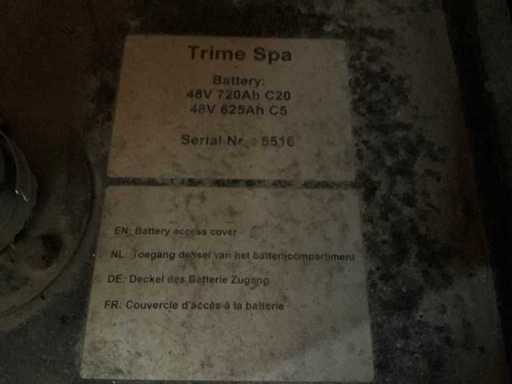 Trime Spa
Battery:
48V 720Ah C20
48V 625Ah C5
Serial Nr. : 5516
EN: Battery access cover
NL: Toegang deksel van het batterijcompartiment
DE: Deckel des Batterie Zugang
FR: Couvercle d'accès à la batterie